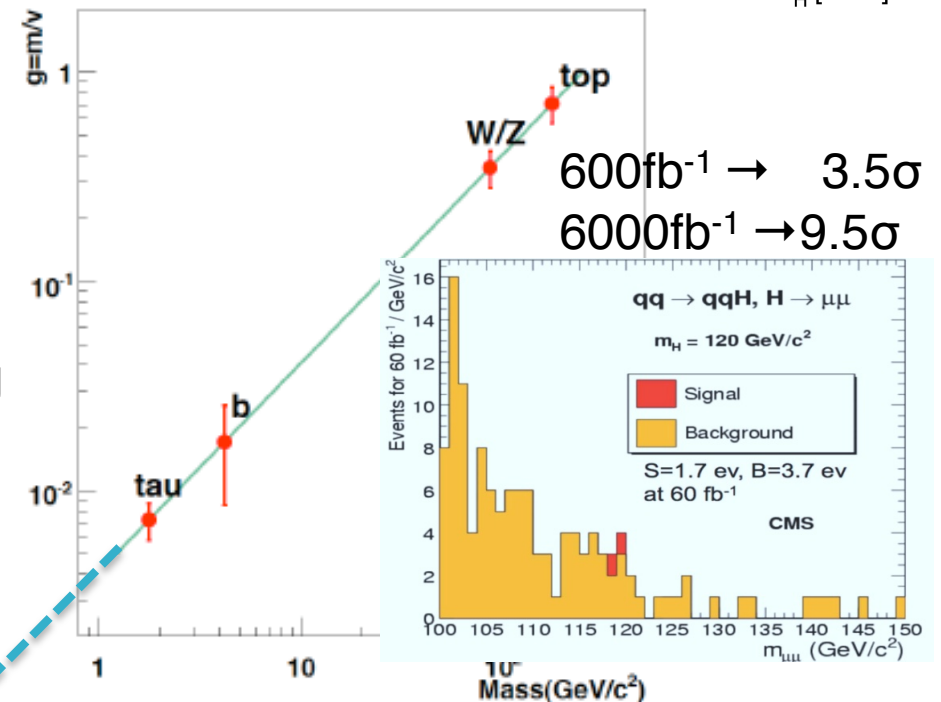 H
g=m/v
1
10-1
10-2
top
W/Z
b
tau
600fb-1 → 3.5σ
6000fb-1 →9.5σ
Events for 60 fb-1 / GeV/c2
16
14
12
10
8
6
4
2
0
qq → qqH, H → μμ
mH = 120 GeV/c2
Signal
Background
S=1.7 ev, B=3.7 ev
at 60 fb-1
CMS
100 105 110 115 120 125 130 135 140 145 150
mμμ (GeV/c2)
1 10 102
Mass(GeV/c2)